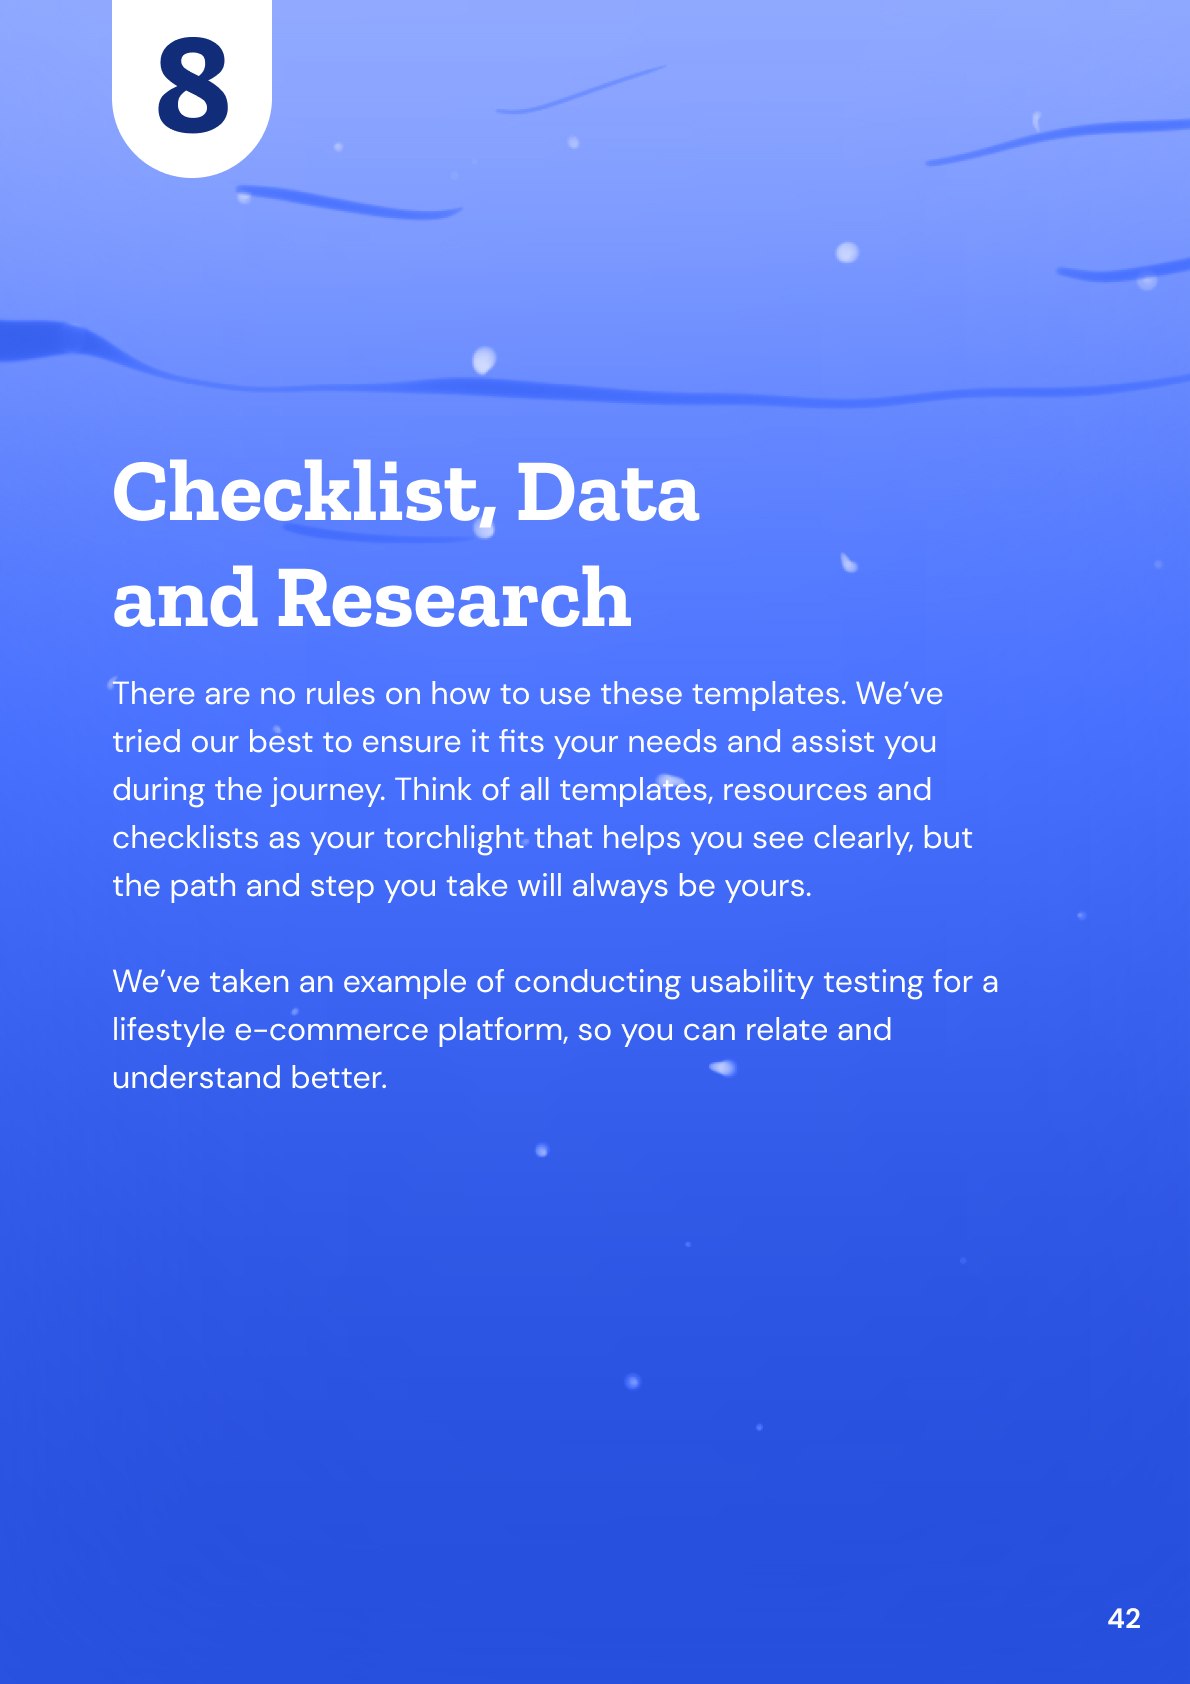 8
Checklist, Data
and Research
There are no rules on how to use these templates. We’ve
tried our best to ensure it fits your needs and assist you
during the journey. Think of all templates, resources and
checklists as your torchlight that helps you see clearly, but
the path and step you take will always be yours.
We’ve taken an example of conducting usability testing for a
lifestyle e-commerce platform, so you can relate and
understand better.
42